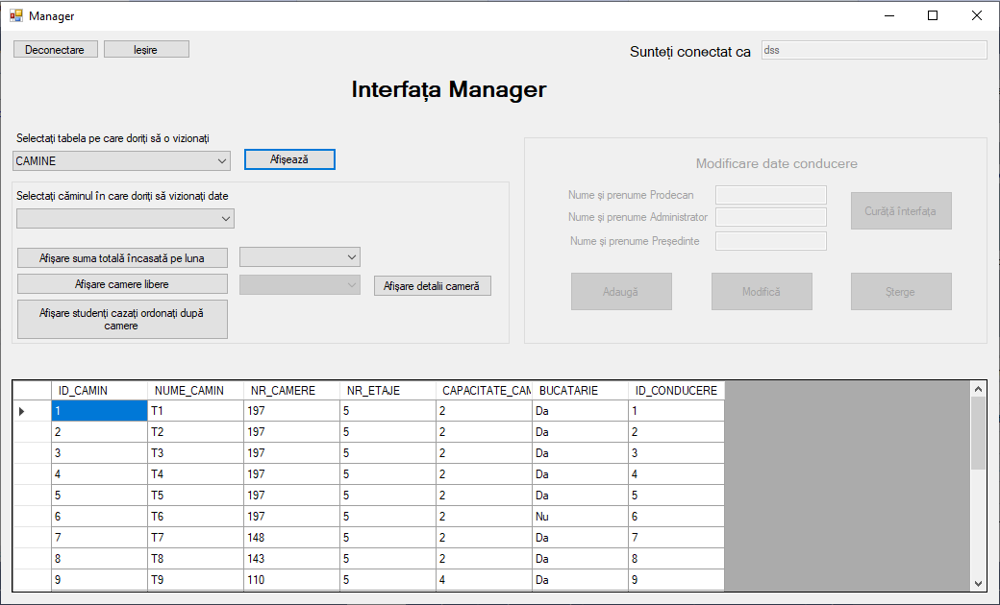 Manager
Deconectare Ieșire
Sunteți conectat ca dss
Interfața Manager
Selectați tabela pe care doriți să o vizionați
CAMINE Afișează
Selectați căminul în care doriți să vizionați date
Afișare suma totală încasată pe luna
Afișare camere libere Afișare detalii cameră
Afișare studenți cazați ordonați după
camere
Modificare date conducere
Nume și prenume Prodecan
Nume și prenume Administrator
Nume și prenume Președinte
Curăță interfața
Adaugă Modifică Șterge
ID_CAMIN NUME_CAMIN NR_CAMERE NR_ETAJE CAPACITATE_CAM BUCATARIE ID_CONDUCERE
1 T1 197 5 2 Da 1
2 T2 197 5 2 Da 2
3 T3 197 5 2 Da 3
4 T4 197 5 2 Da 4
5 T5 197 5 2 Da 5
6 T6 197 5 2 Nu 6
7 T7 148 5 2 Da 7
8 T8 143 5 2 Da 8
9 T9 110 5 4 Da 9